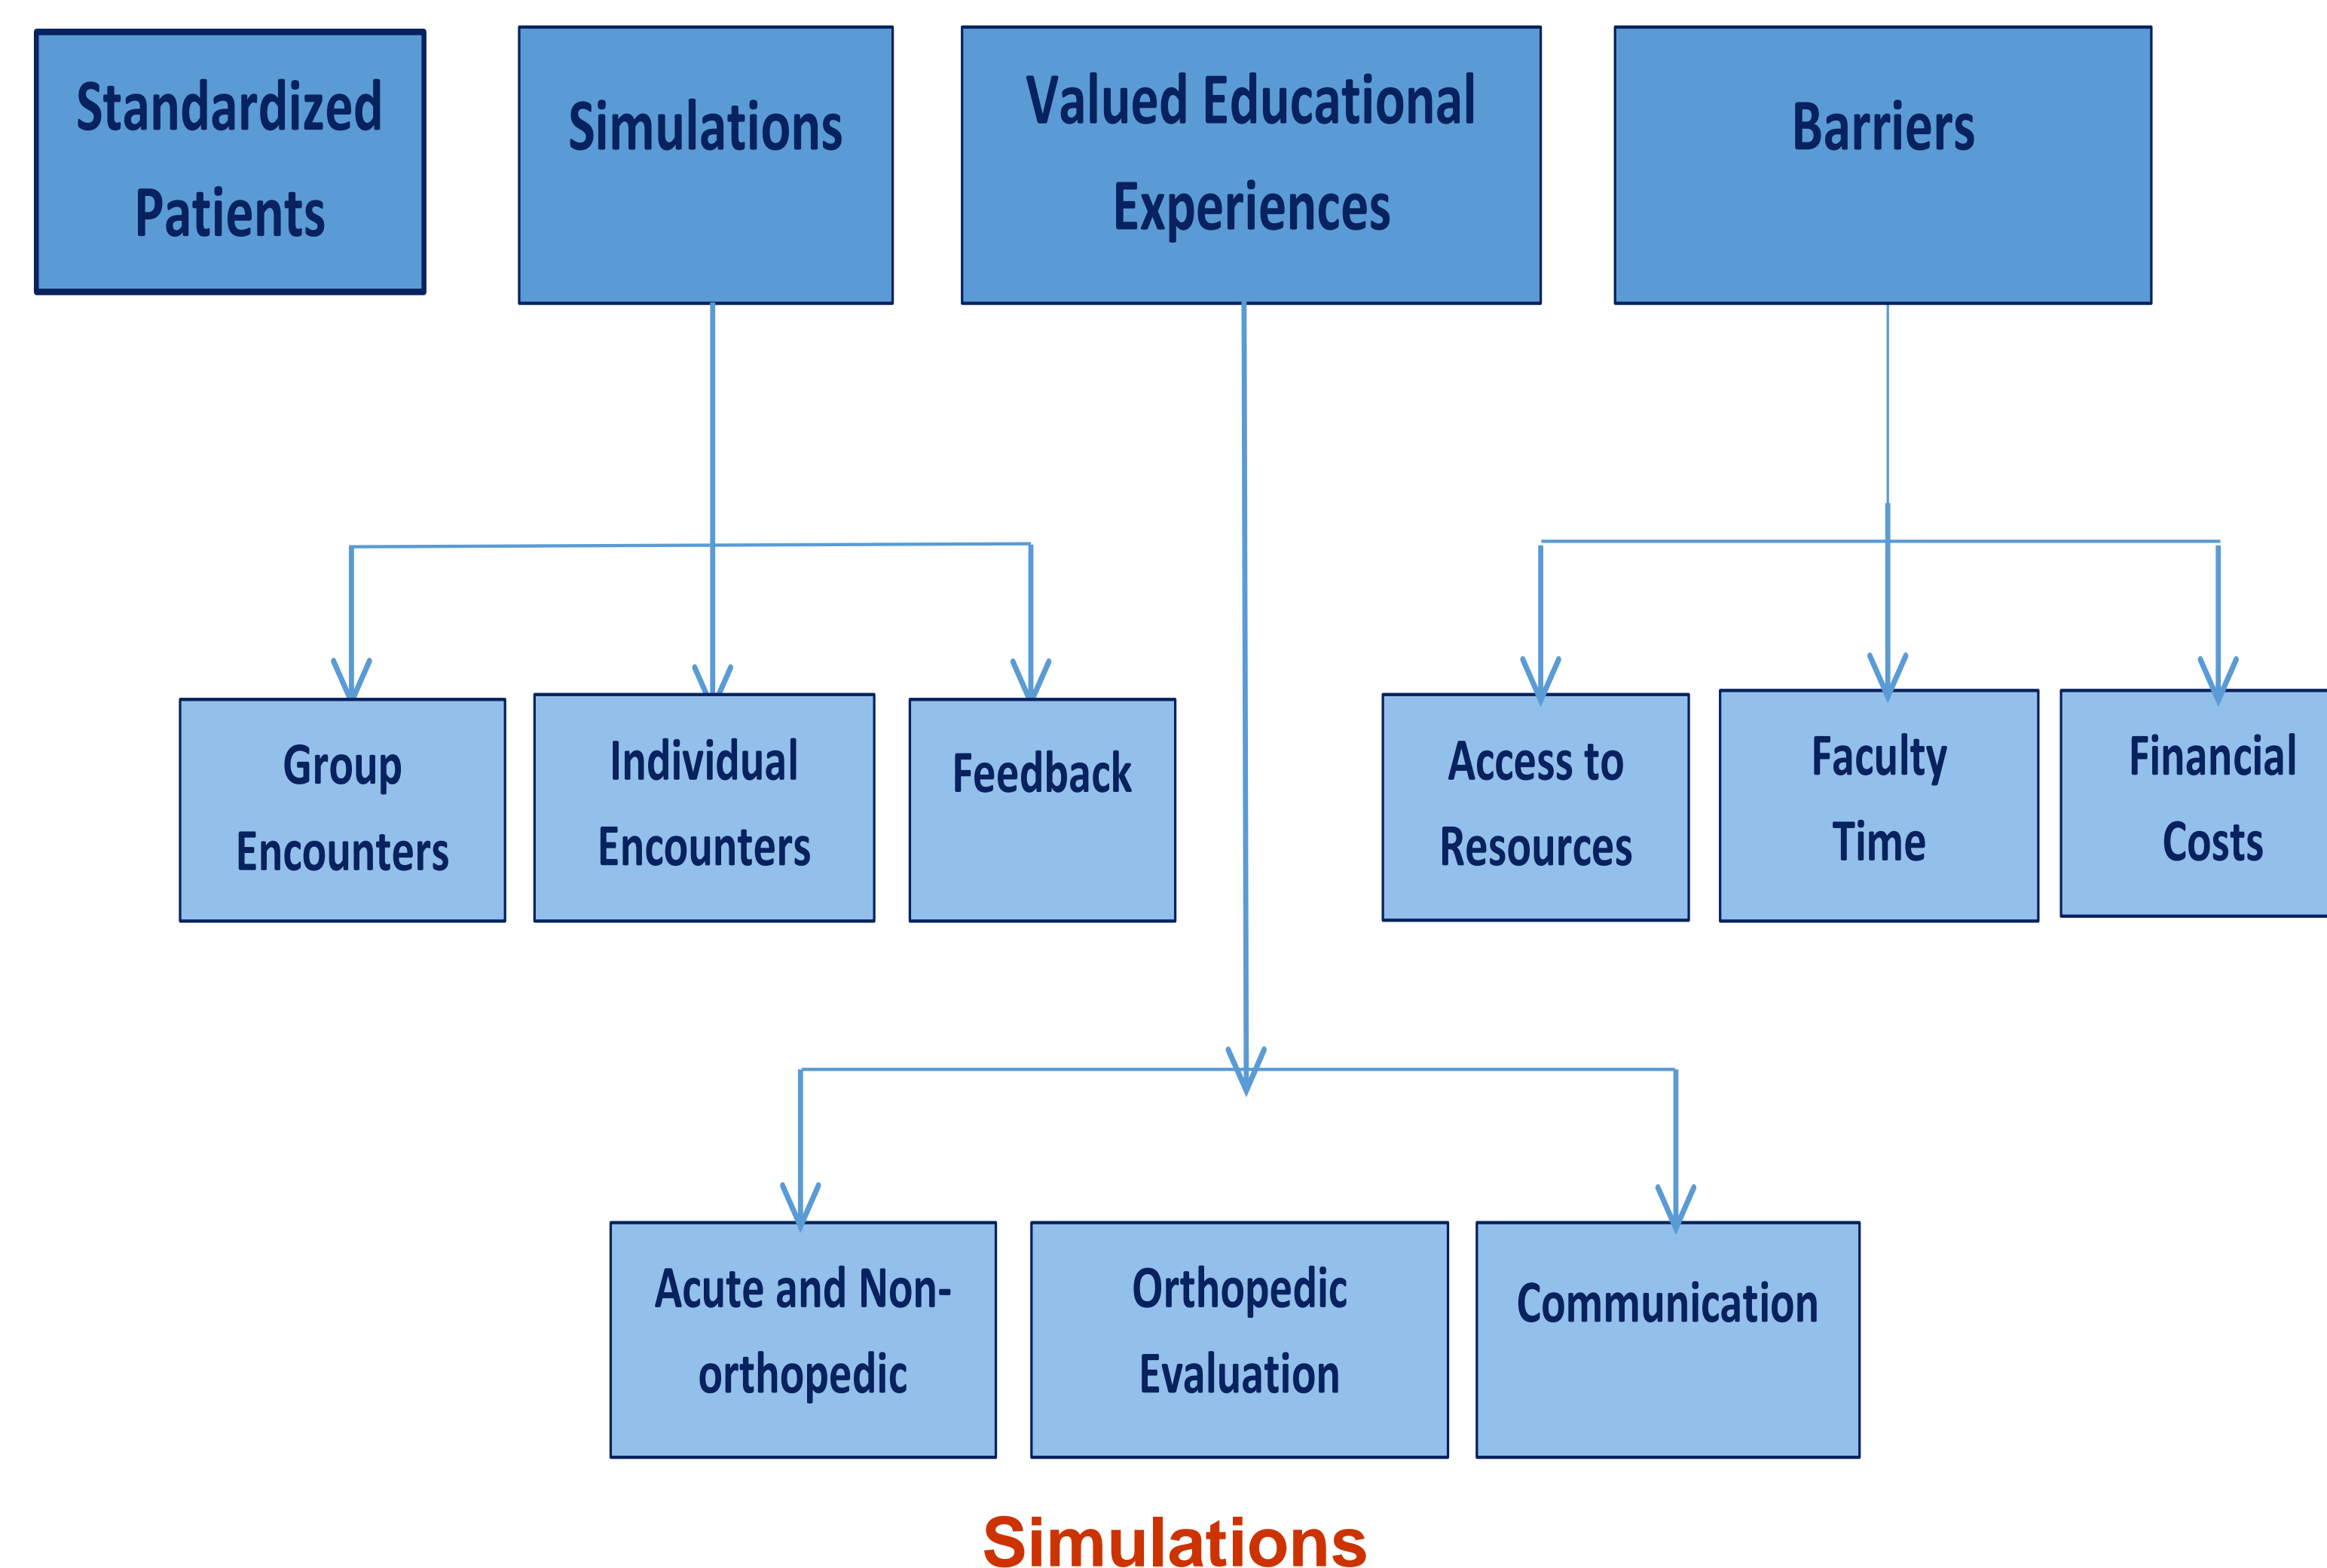 Standardized
Patients
Simulations
Valued Educational
Experiences
Barriers
Group
Encounters
Individual
Encounters
Feedback
Access to
Resources
Faculty
Time
Financial
Costs
Acute and Non-
orthopedic
Orthopedic
Evaluation
Communication
Simulations